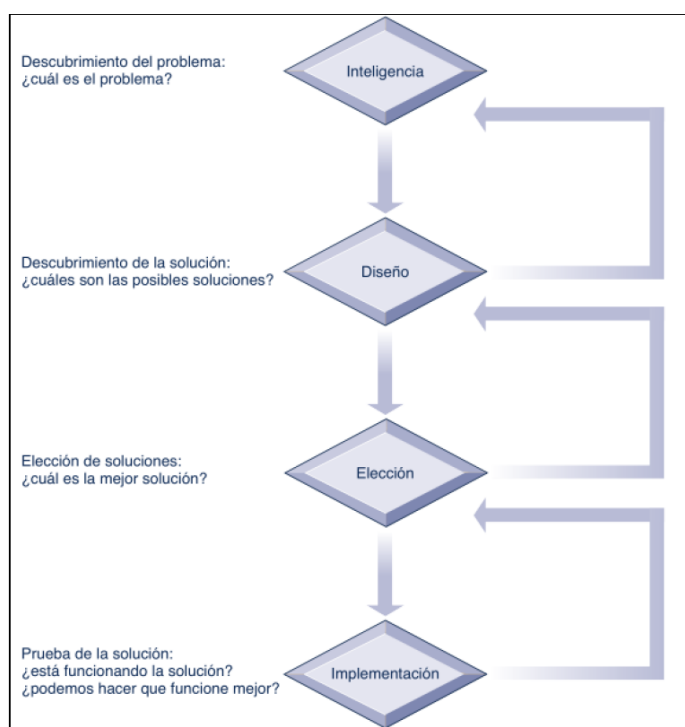 Descubrimiento del problema:
¿cuál es el problema?
Inteligencia
Descubrimiento de la solución:
¿cuáles son las posibles soluciones?
Diseño
Elección de soluciones:
¿cuál es la mejor solución?
Elección
Prueba de la solución:
¿está funcionando la solución?
¿podemos hacer que funcione mejor?
Implementación